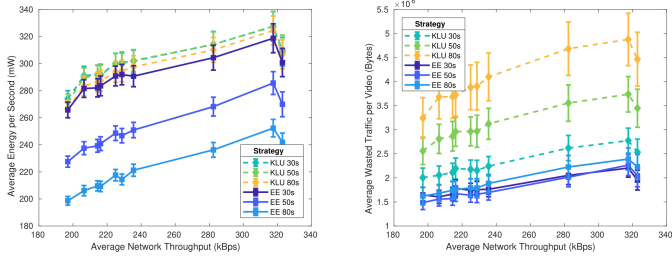 340
320
300
280
260
240
220
200
180
180 200 220 240 260 280 300 320 340
Average Energy per Second (mW)
Average Network Throughput (kBps)
Strategy
KLU 30s
KLU 50s
KLU 80s
EE 30s
EE 50s
EE 80s
×10^6
5.5
5
4.5
4
3.5
3
2.5
2
1.5
1
180 200 220 240 260 280 300 320 340
Average Wasted Traffic per Video (Bytes)
Average Network Throughput (kBps)
Strategy
KLU 30s
KLU 50s
KLU 80s
EE 30s
EE 50s
EE 80s